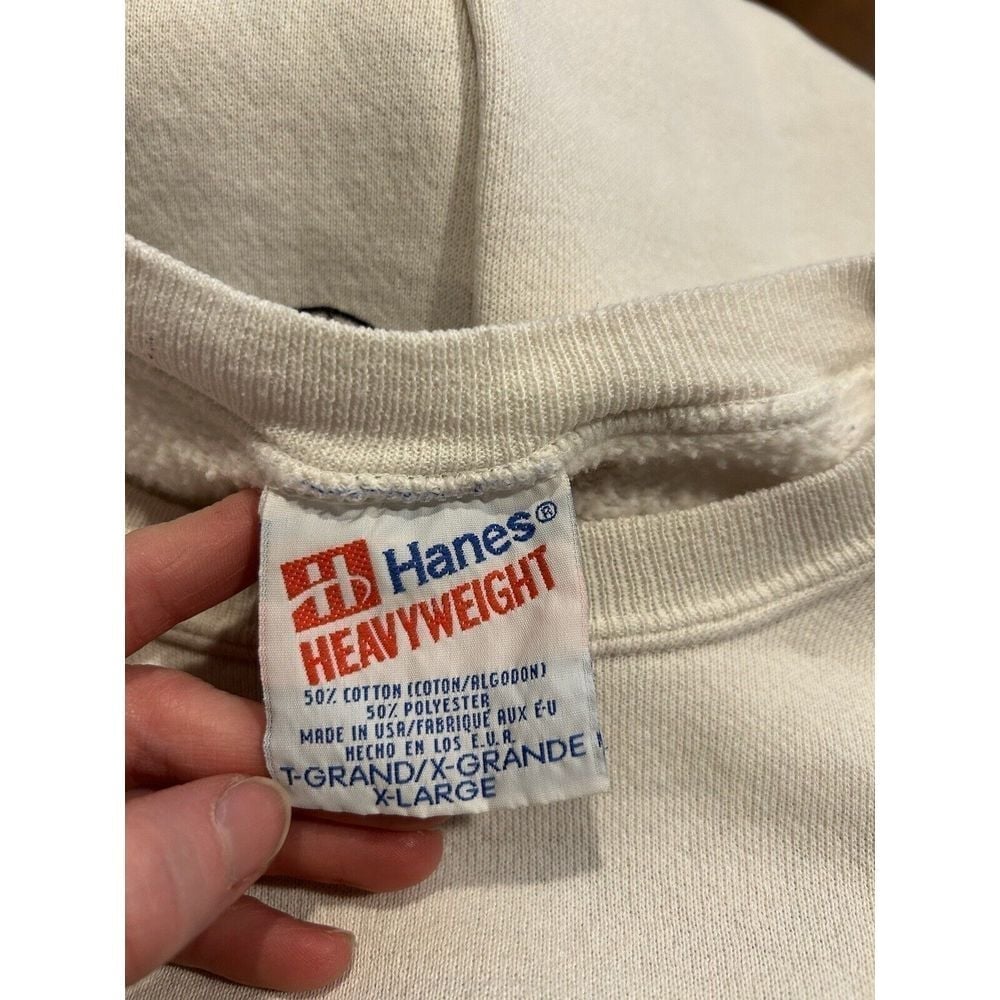 Hanes®
HEAVYWEIGHT
50% COTTON (COTON/ALGODON)
50% POLYESTER
MADE IN USA/FABRIQUÉ AUX É-U
HECHO EN LOS E.U.A.
T-GRAND/X-GRANDE
X-LARGE